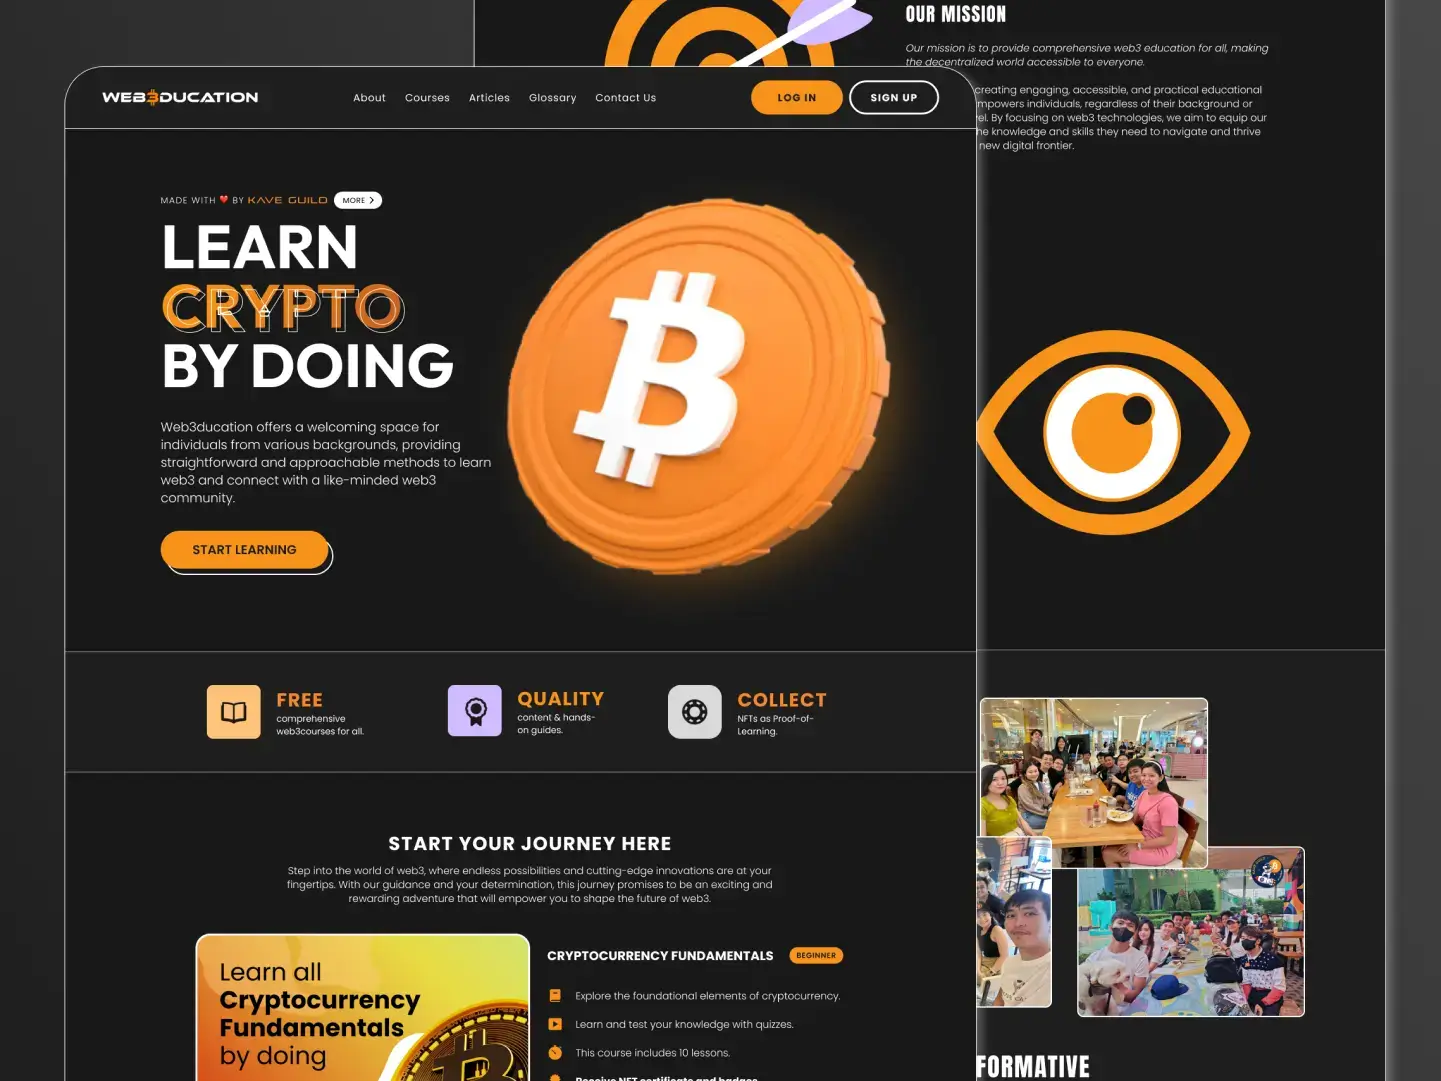 WEB3DUCATION
About
Courses
Articles
Glossary
Contact Us
LOG IN
SIGN UP
MADE WITH ❤ BY KAVE GUILD
MORE >
LEARN
CRYPTO
BY DOING
Web3ducation offers a welcoming space for
individuals from various backgrounds, providing
straightforward and approachable methods to learn
web3 and connect with a like-minded web3
community.
START LEARNING
FREE
comprehensive
web3courses for all.
QUALITY
content & hands-
on guides.
COLLECT
NFTs as Proof-of-
Learning.
START YOUR JOURNEY HERE
Step into the world of web3, where endless possibilities and cutting-edge innovations are at your
fingertips. With our guidance and your determination, this journey promises to be an exciting and
rewarding adventure that will empower you to shape the future of web3.
Learn all
Cryptocurrency
Fundamentals
by doing
CRYPTOCURRENCY FUNDAMENTALS
BEGINNER
Explore the foundational elements of cryptocurrency.
Learn and test your knowledge with quizzes.
This course includes 10 lessons.
Receive NFT certificate and badges
OUR MISSION
Our mission is to provide comprehensive web3 education for all, making
the decentralized world accessible to everyone.
creating engaging, accessible, and practical educational
mpowers individuals, regardless of their background or
el. By focusing on web3 technologies, we aim to equip our
he knowledge and skills they need to navigate and thrive
new digital frontier.
FORMATIVE